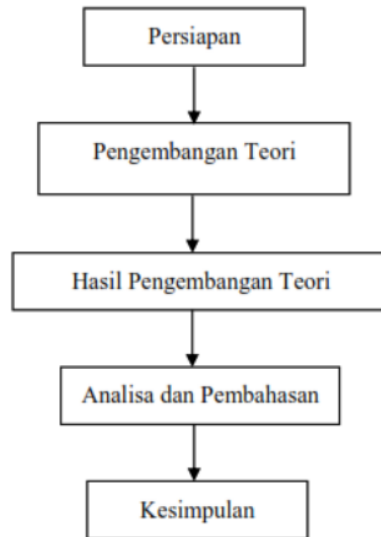 Persiapan
Pengembangan Teori
Hasil Pengembangan Teori
Analisa dan Pembahasan
Kesimpulan